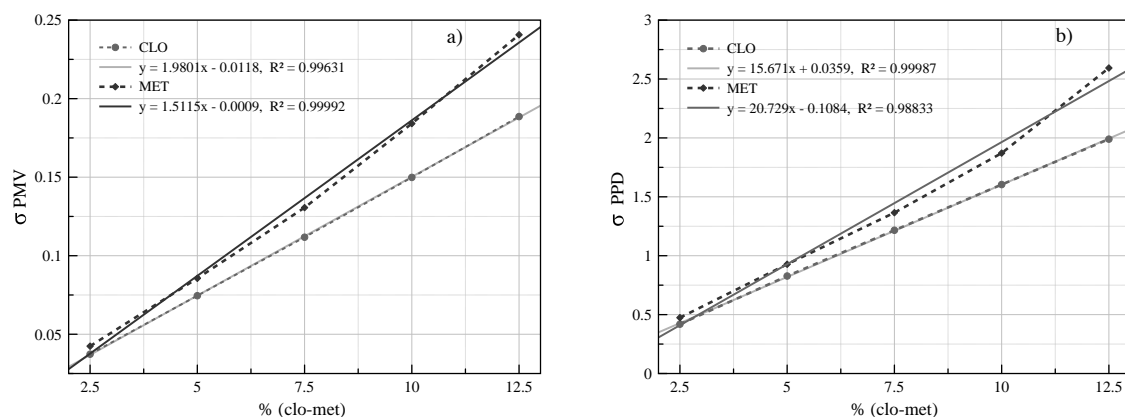 a)
CLO
y = 1.9801x - 0.0118, R² = 0.99631
MET
y = 1.5115x - 0.0009, R² = 0.99992
0.25
0.2
0.15
0.1
0.05
σ PMV
2.5 5 7.5 10 12.5
% (clo-met)
b)
CLO
y = 15.671x + 0.0359, R² = 0.99987
MET
y = 20.729x - 0.1084, R² = 0.98833
3
2.5
2
1.5
1
0.5
0
σ PPD
2.5 5 7.5 10 12.5
% (clo-met)